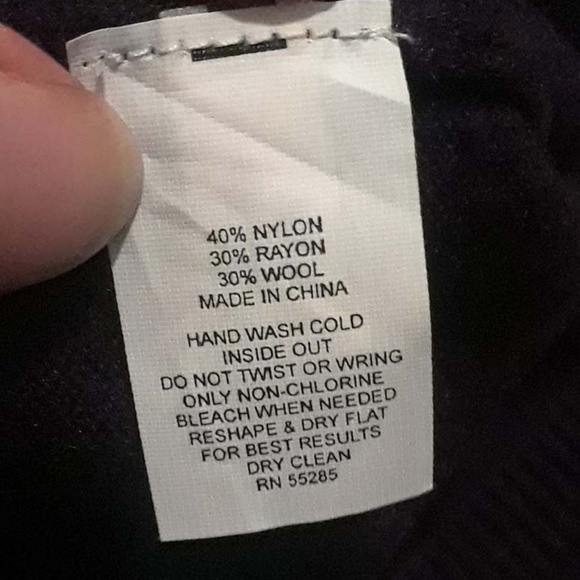 40% NYLON
30% RAYON
30% WOOL
MADE IN CHINA
HAND WASH COLD
INSIDE OUT
DO NOT TWIST OR WRING
ONLY NON-CHLORINE
BLEACH WHEN NEEDED
RESHAPE & DRY FLAT
FOR BEST RESULTS
DRY CLEAN
RN 55285